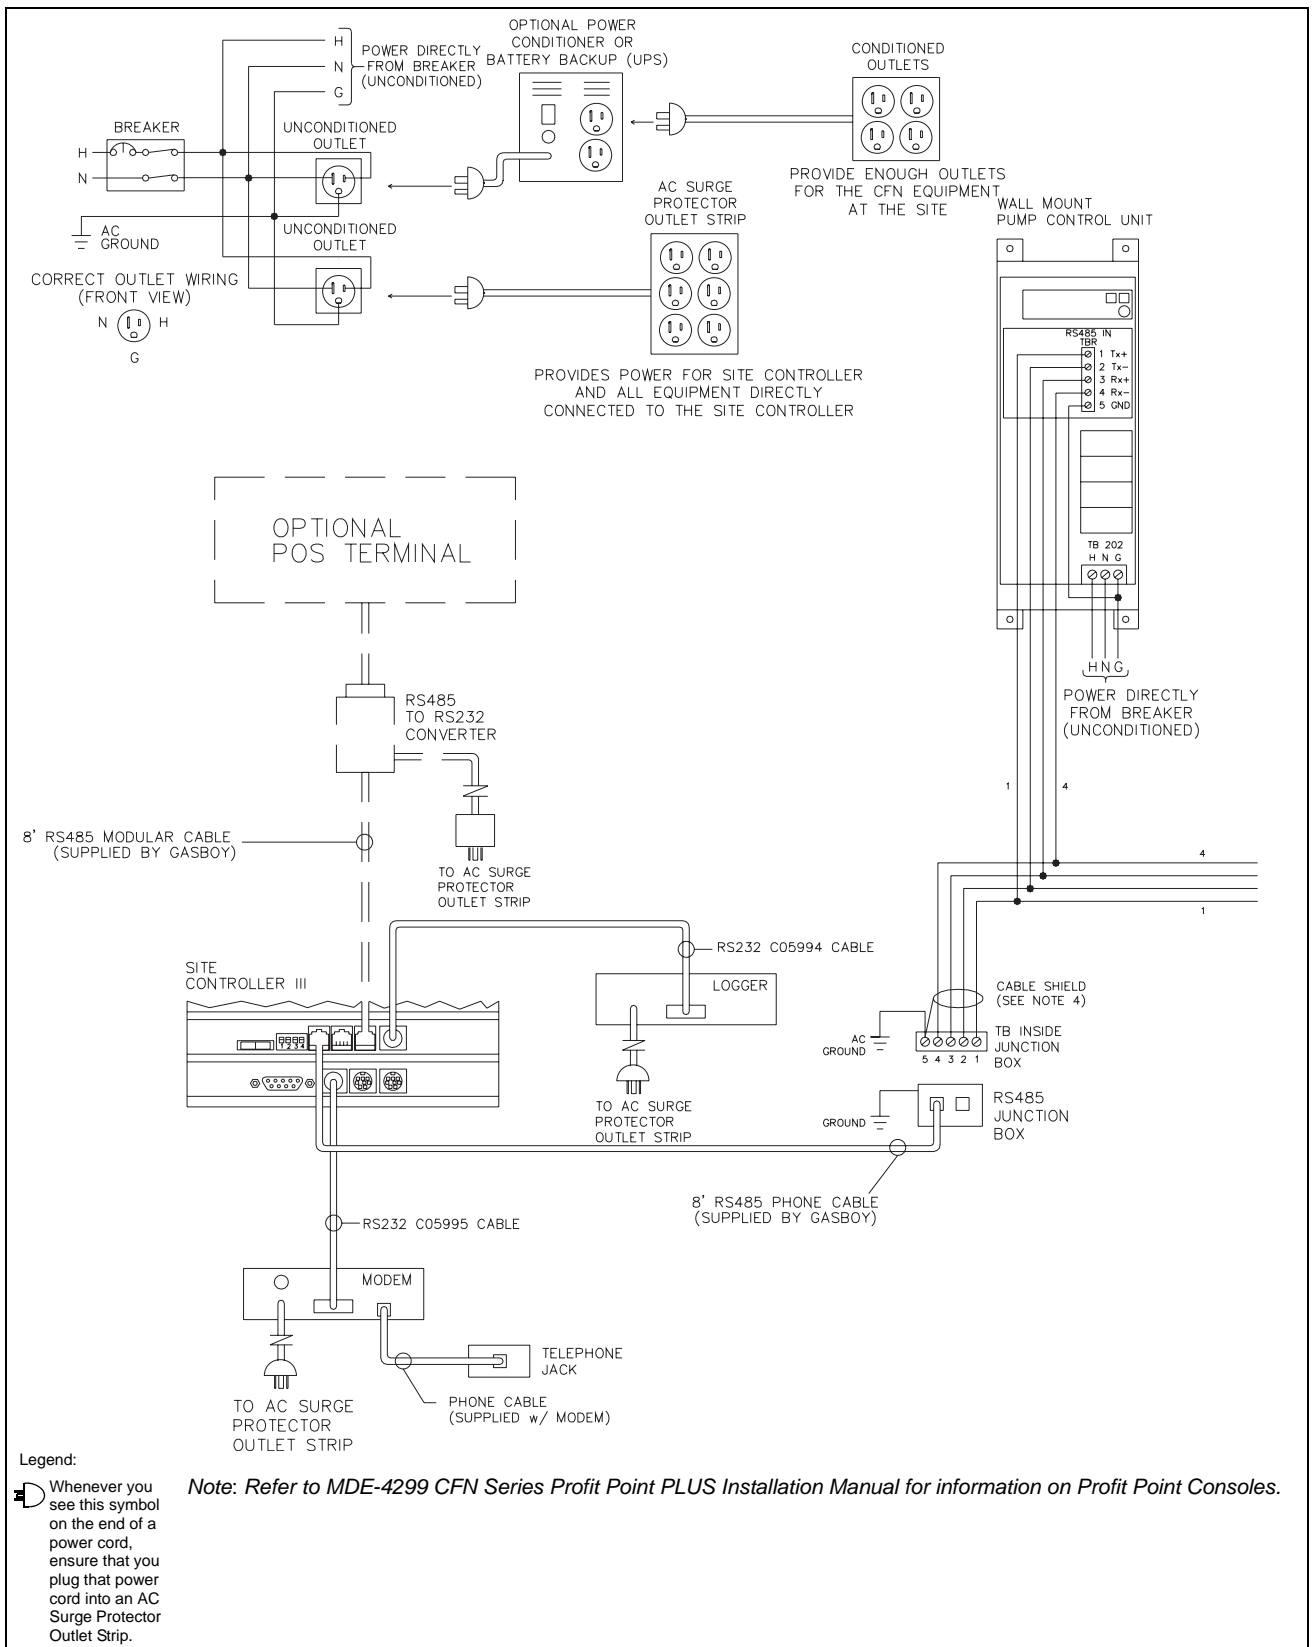 OPTIONAL POWER
CONDITIONER OR
BATTERY BACKUP (UPS)
H
N
G
POWER DIRECTLY
FROM BREAKER
(UNCONDITIONED)
CONDITIONED
OUTLETS
BREAKER
H
N
UNCONDITIONED
OUTLET
PROVIDE ENOUGH OUTLETS
FOR THE CFN EQUIPMENT
AT THE SITE
AC
GROUND
UNCONDITIONED
OUTLET
AC SURGE
PROTECTOR
OUTLET STRIP
CORRECT OUTLET WIRING
(FRONT VIEW)
N H
G
PROVIDES POWER FOR SITE CONTROLLER
AND ALL EQUIPMENT DIRECTLY
CONNECTED TO THE SITE CONTROLLER
WALL MOUNT
PUMP CONTROL UNIT
RS485 IN
TBR
1 Tx+
2 Tx-
3 Rx+
4 Rx-
5 GND
TB 202
H N G
H N G
POWER DIRECTLY
FROM BREAKER
(UNCONDITIONED)
1 4
4
1
OPTIONAL
POS TERMINAL
RS485
TO RS232
CONVERTER
8' RS485 MODULAR CABLE
(SUPPLIED BY GASBOY)
TO AC SURGE
PROTECTOR
OUTLET STRIP
RS232 C05994 CABLE
SITE
CONTROLLER III
1 2 3 4
LOGGER
TO AC SURGE
PROTECTOR
OUTLET STRIP
CABLE SHIELD
(SEE NOTE 4)
AC
GROUND
5 4 3 2 1
TB INSIDE
JUNCTION
BOX
GROUND
RS485
JUNCTION
BOX
8' RS485 PHONE CABLE
(SUPPLIED BY GASBOY)
RS232 C05995 CABLE
MODEM
TELEPHONE
JACK
PHONE CABLE
(SUPPLIED w/ MODEM)
TO AC SURGE
PROTECTOR
OUTLET STRIP
Legend:
Whenever you
see this symbol
on the end of a
power cord,
ensure that you
plug that power
cord into an AC
Surge Protector
Outlet Strip.
Note: Refer to MDE-4299 CFN Series Profit Point PLUS Installation Manual for information on Profit Point Consoles.